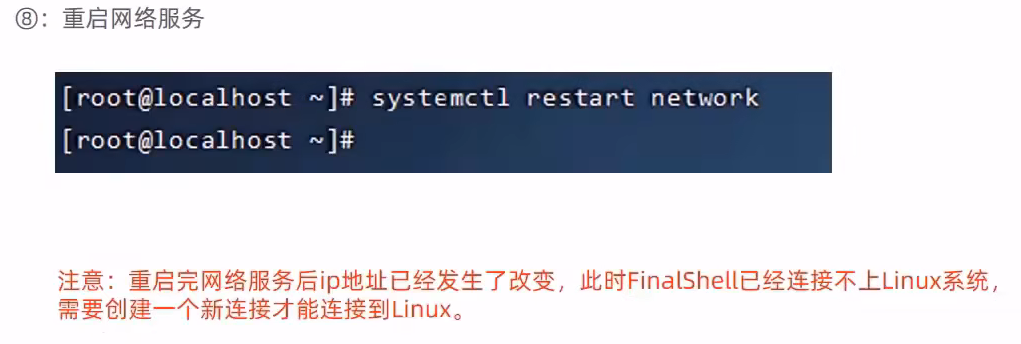 ⑧：重启网络服务
[root@localhost ~]# systemctl restart network
[root@localhost ~]#
注意：重启完网络服务后ip地址已经发生了改变，此时FinalShell已经连接不上Linux系统，
需要创建一个新连接才能连接到Linux。